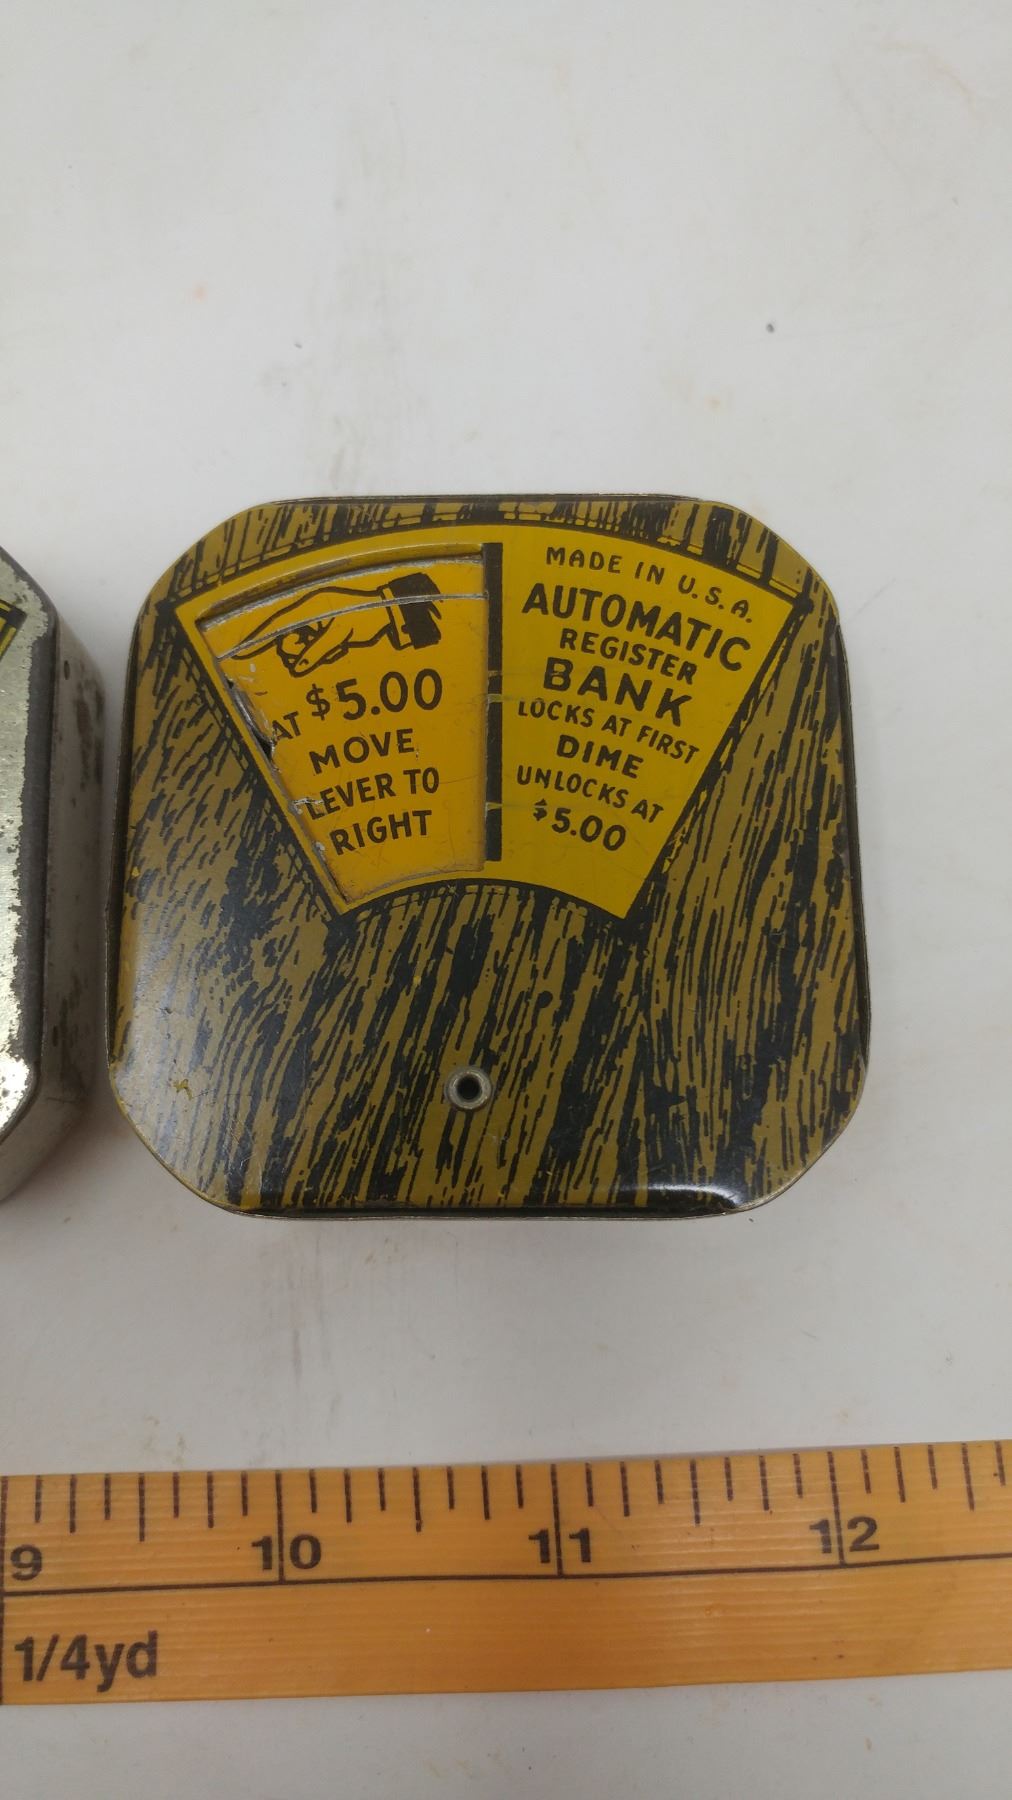 AT $5.00
MOVE
LEVER TO
RIGHT
MADE IN U.S.A.
AUTOMATIC
REGISTER
BANK
LOCKS AT FIRST
DIME
UNLOCKS AT
$5.00
9 10 11 12
1/4yd